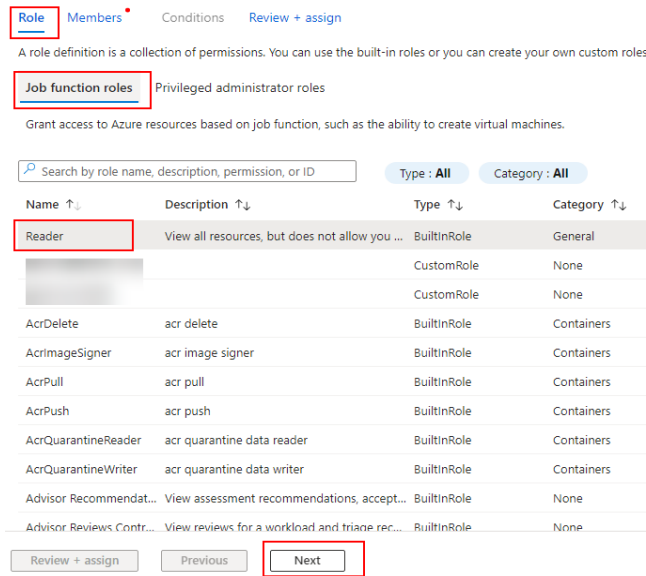 Role Members Conditions Review + assign
A role definition is a collection of permissions. You can use the built-in roles or you can create your own custom roles
Job function roles Privileged administrator roles
Grant access to Azure resources based on job function, such as the ability to create virtual machines.
Search by role name, description, permission, or ID Type : All Category : All
Name ↑↓ Description ↑↓ Type ↑↓ Category ↑↓
Reader View all resources, but does not allow you ... BuiltInRole General
CustomRole None
CustomRole None
AcrDelete acr delete BuiltInRole Containers
AcrImageSigner acr image signer BuiltInRole Containers
AcrPull acr pull BuiltInRole Containers
AcrPush acr push BuiltInRole Containers
AcrQuarantineReader acr quarantine data reader BuiltInRole Containers
AcrQuarantineWriter acr quarantine data writer BuiltInRole Containers
Advisor Recommendat... View assessment recommendations, accept... BuiltInRole None
Advisor Reviews Contr... View reviews for a workload and triage rec... BuiltInRole None
Review + assign Previous Next